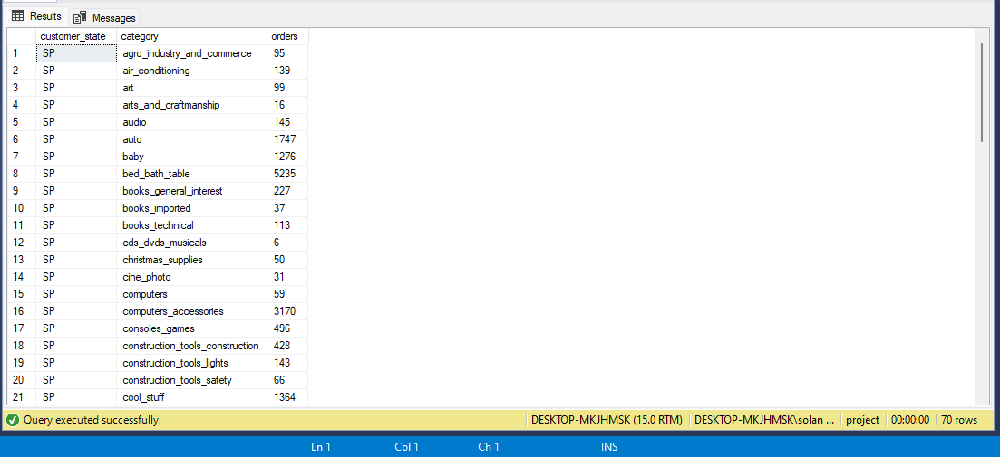 Results Messages
customer_state category orders
1 SP agro_industry_and_commerce 95
2 SP air_conditioning 139
3 SP art 99
4 SP arts_and_craftmanship 16
5 SP audio 145
6 SP auto 1747
7 SP baby 1276
8 SP bed_bath_table 5235
9 SP books_general_interest 227
10 SP books_imported 37
11 SP books_technical 113
12 SP cds_dvds_musicals 6
13 SP christmas_supplies 50
14 SP cine_photo 31
15 SP computers 59
16 SP computers_accessories 3170
17 SP consoles_games 496
18 SP construction_tools_construction 428
19 SP construction_tools_lights 143
20 SP construction_tools_safety 66
21 SP cool_stuff 1364
Query executed successfully. DESKTOP-MKJHMSK (15.0 RTM) DESKTOP-MKJHMSK\solan ... project 00:00:00 70 rows
Ln 1 Col 1 Ch 1 INS